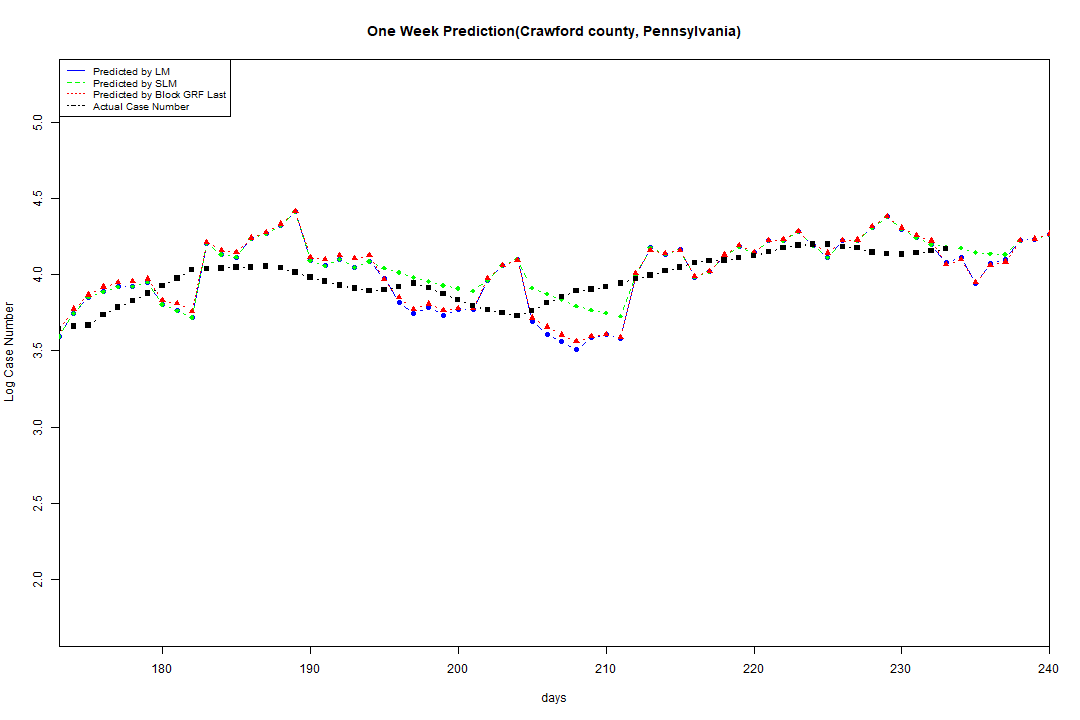 One Week Prediction(Crawford county, Pennsylvania)
Predicted by LM
Predicted by SLM
Predicted by Block GRF Last
Actual Case Number
5.0
4.5
4.0
3.5
3.0
2.5
2.0
Log Case Number
180 190 200 210 220 230 240
days